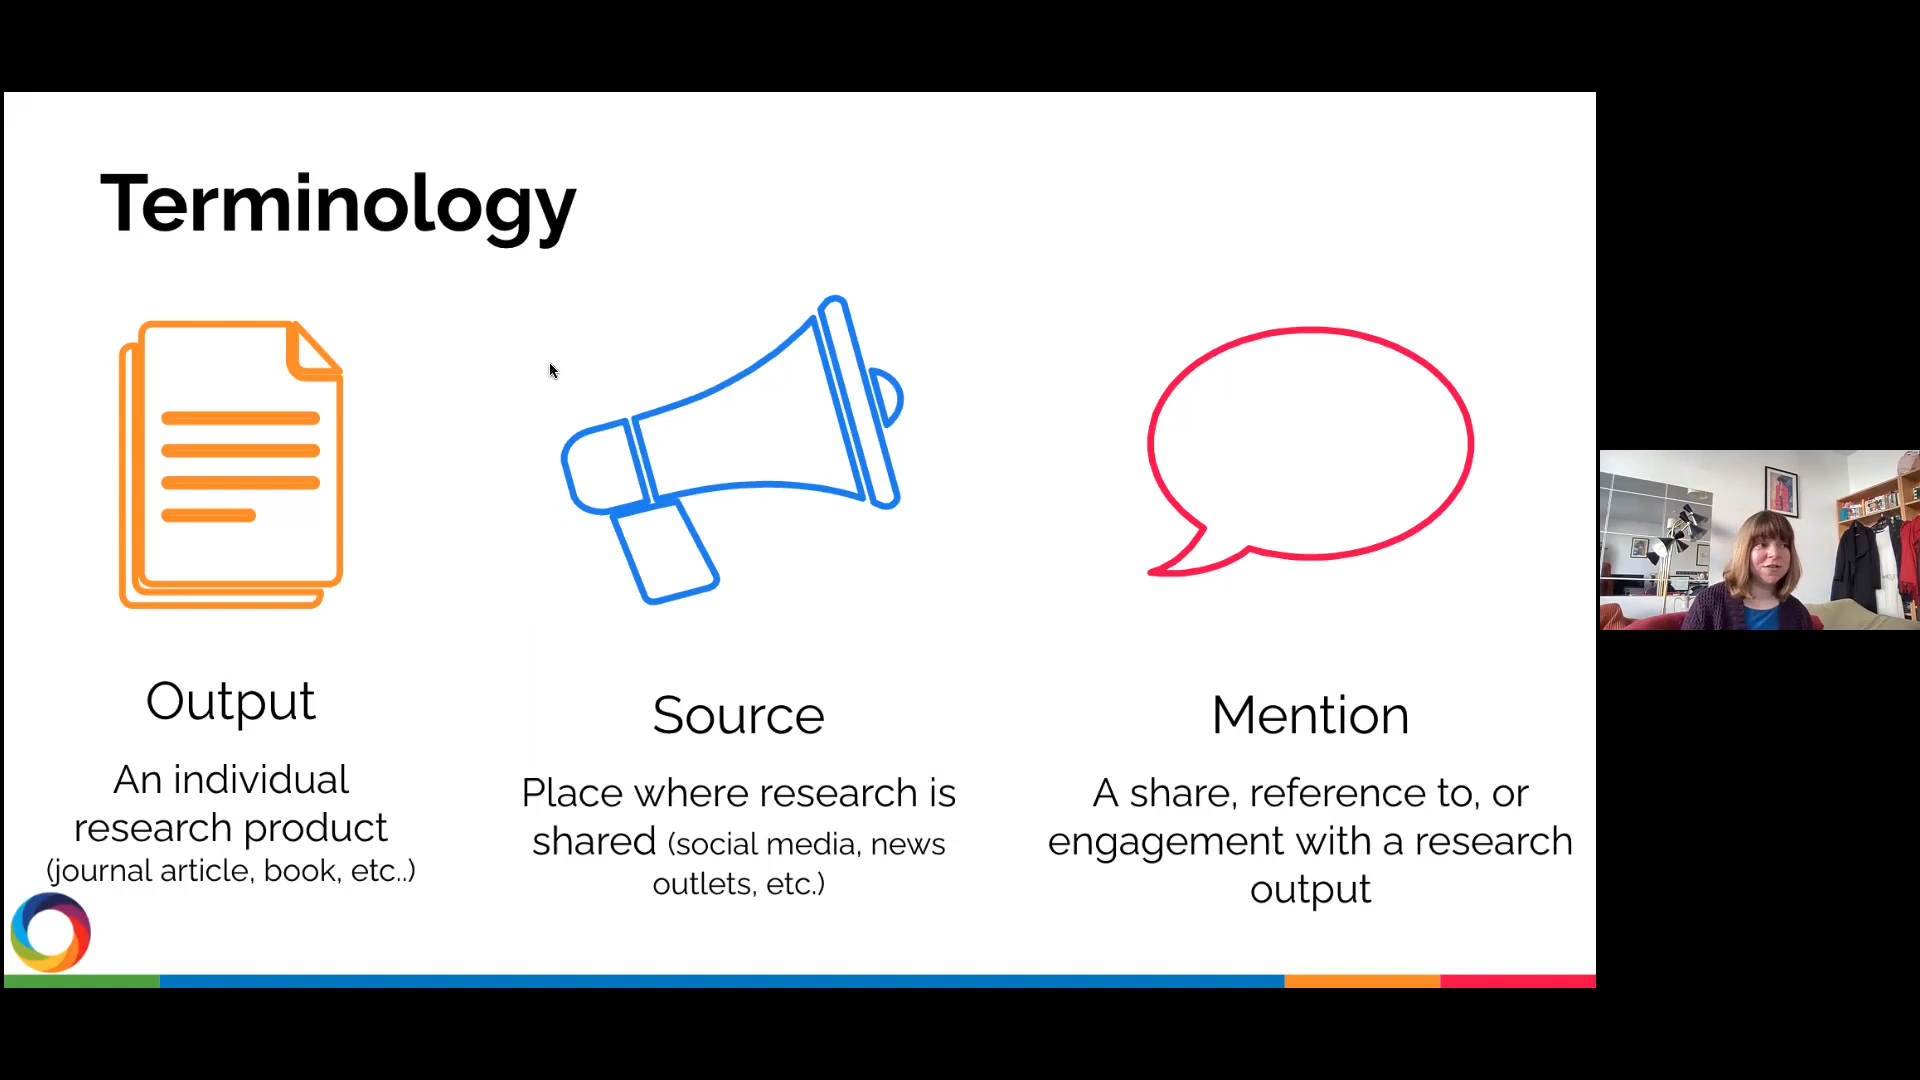 Terminology
Output
An individual
research product
(journal article, book, etc..)
Source
Place where research is
shared (social media, news
outlets, etc.)
Mention
A share, reference to, or
engagement with a research
output